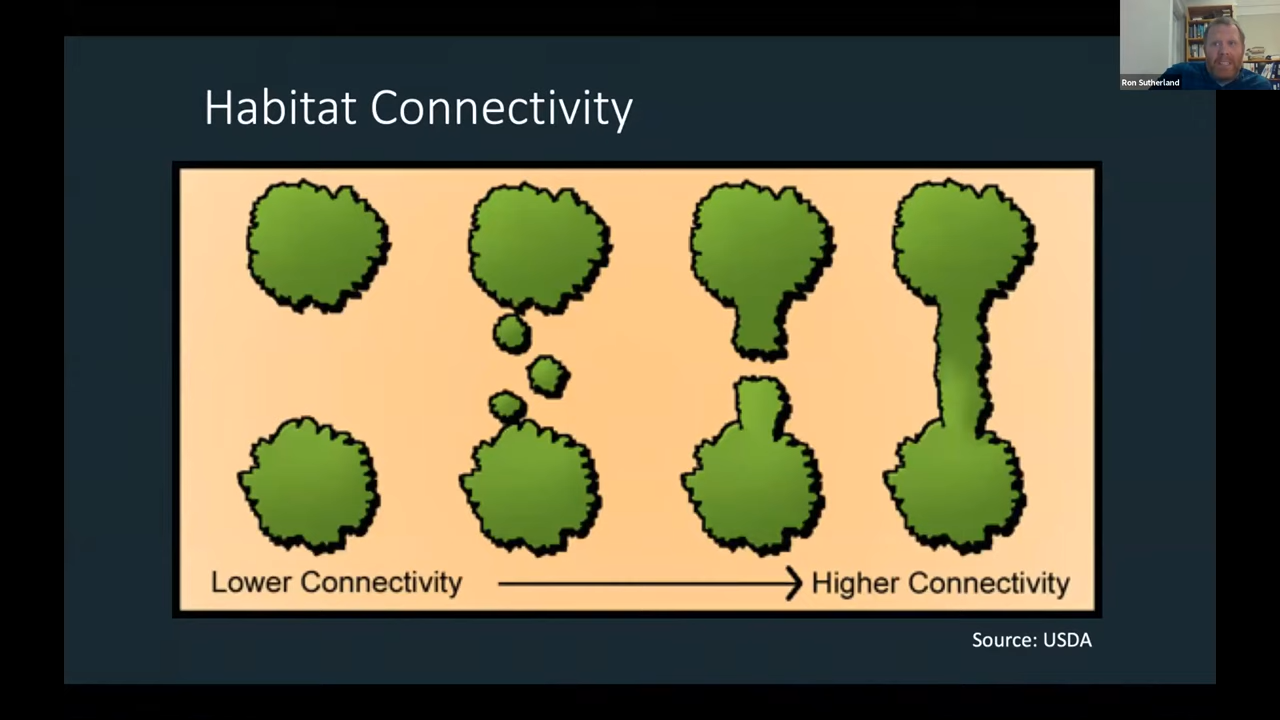 Ron Sutherland
Habitat Connectivity
Lower Connectivity
Higher Connectivity
Source: USDA